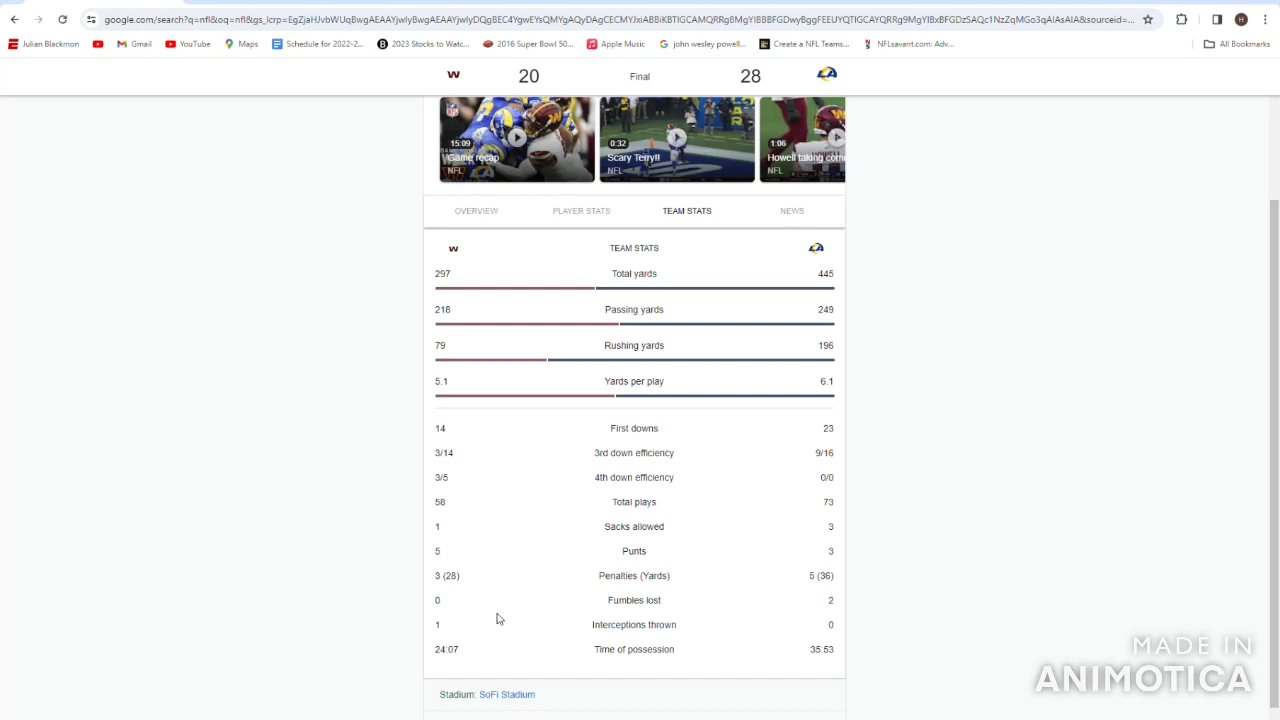 google.com/search?q=nfl&oq=nfl&gs_lcrp=
Julian Blackmon Gmail YouTube Maps Schedule for 2022-2... 2023 Stocks to Watc... 2016 Super Bowl 50... Apple Music john wesley powell... Create a NFL Teams... NFLsavant.com: Adv... All Bookmarks
W 20 Final 28 LA
15:09 0:32 1:06
Game recap Scary Terry!! Howell taking com
NFL NFL NFL
OVERVIEW PLAYER STATS TEAM STATS NEWS
W TEAM STATS LA
297 Total yards 445
218 Passing yards 249
79 Rushing yards 196
5.1 Yards per play 6.1
14 First downs 23
3/14 3rd down efficiency 9/16
3/5 4th down efficiency 0/0
58 Total plays 73
1 Sacks allowed 3
5 Punts 3
3 (28) Penalties (Yards) 5 (36)
0 Fumbles lost 2
1 Interceptions thrown 0
24:07 Time of possession 35:53
Stadium: SoFi Stadium
MADE IN
ANIMOTICA